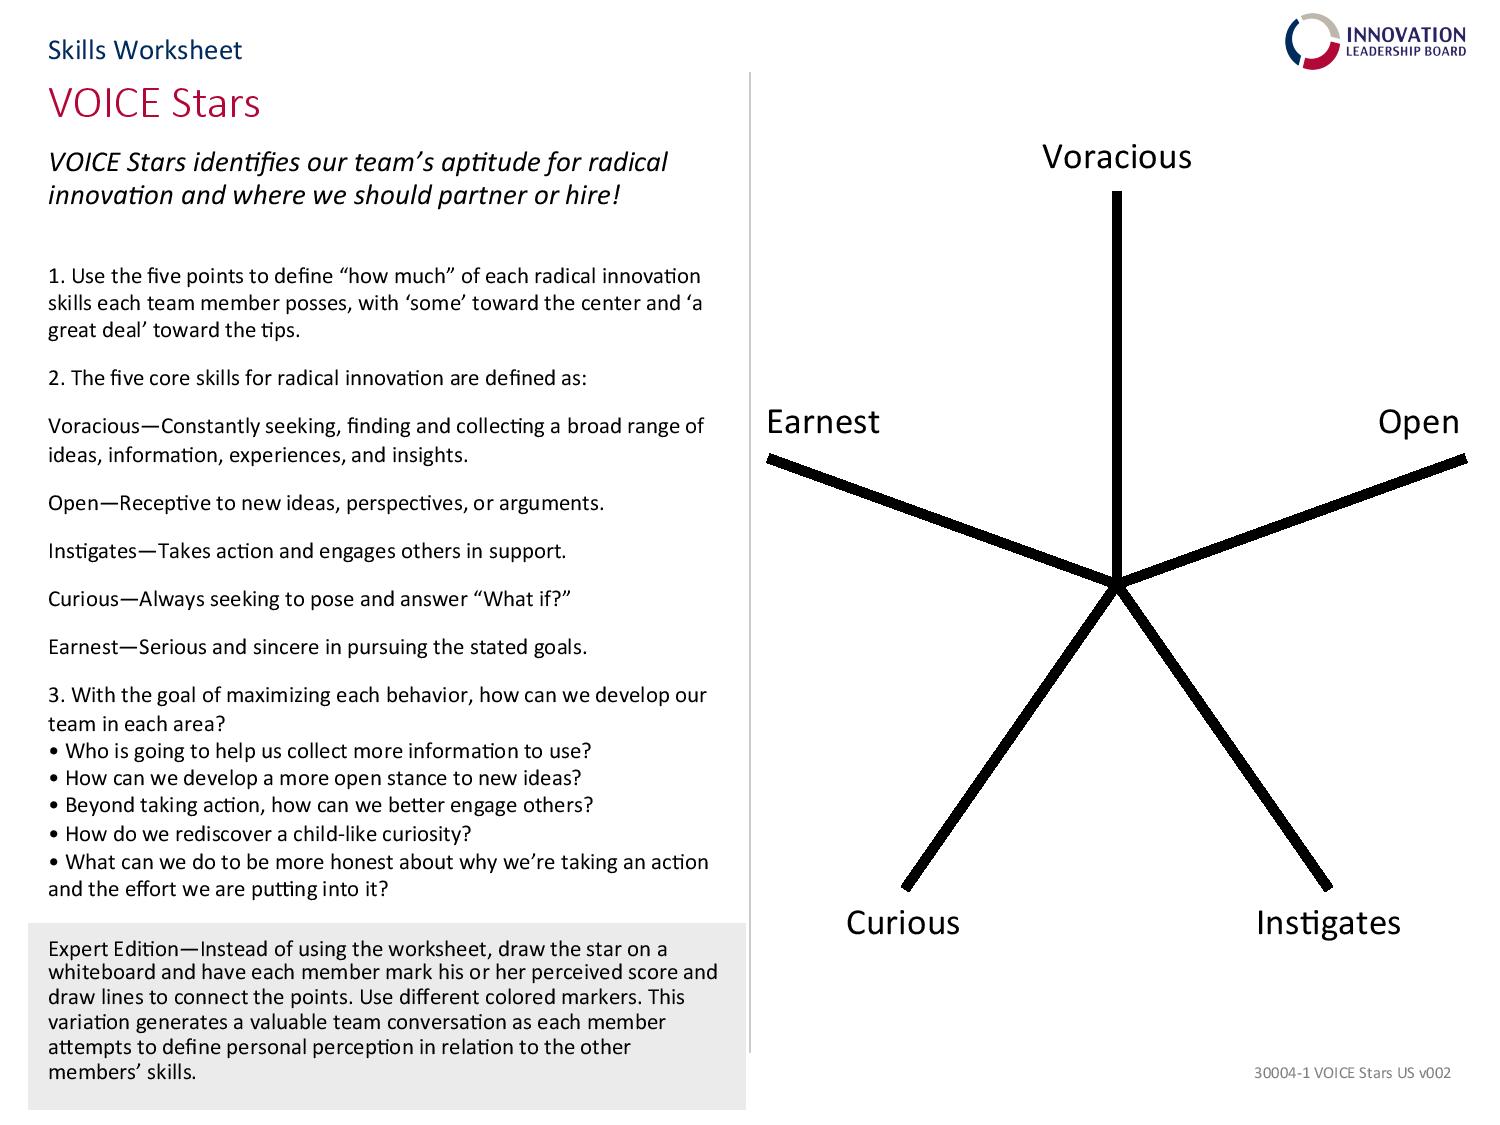 Skills Worksheet
VOICE Stars
VOICE Stars identifies our team’s aptitude for radical
innovation and where we should partner or hire!
1. Use the five points to define “how much” of each radical innovation
skills each team member posses, with ‘some’ toward the center and ‘a
great deal’ toward the tips.
2. The five core skills for radical innovation are defined as:
Voracious—Constantly seeking, finding and collecting a broad range of
ideas, information, experiences, and insights.
Open—Receptive to new ideas, perspectives, or arguments.
Instigates—Takes action and engages others in support.
Curious—Always seeking to pose and answer “What if?”
Earnest—Serious and sincere in pursuing the stated goals.
3. With the goal of maximizing each behavior, how can we develop our
team in each area?
• Who is going to help us collect more information to use?
• How can we develop a more open stance to new ideas?
• Beyond taking action, how can we better engage others?
• How do we rediscover a child-like curiosity?
• What can we do to be more honest about why we’re taking an action
and the effort we are putting into it?
Expert Edition—Instead of using the worksheet, draw the star on a
whiteboard and have each member mark his or her perceived score and
draw lines to connect the points. Use different colored markers. This
variation generates a valuable team conversation as each member
attempts to define personal perception in relation to the other
members’ skills.
INNOVATION
LEADERSHIP BOARD
Voracious
Earnest
Open
Curious
Instigates
30004-1 VOICE Stars US v002